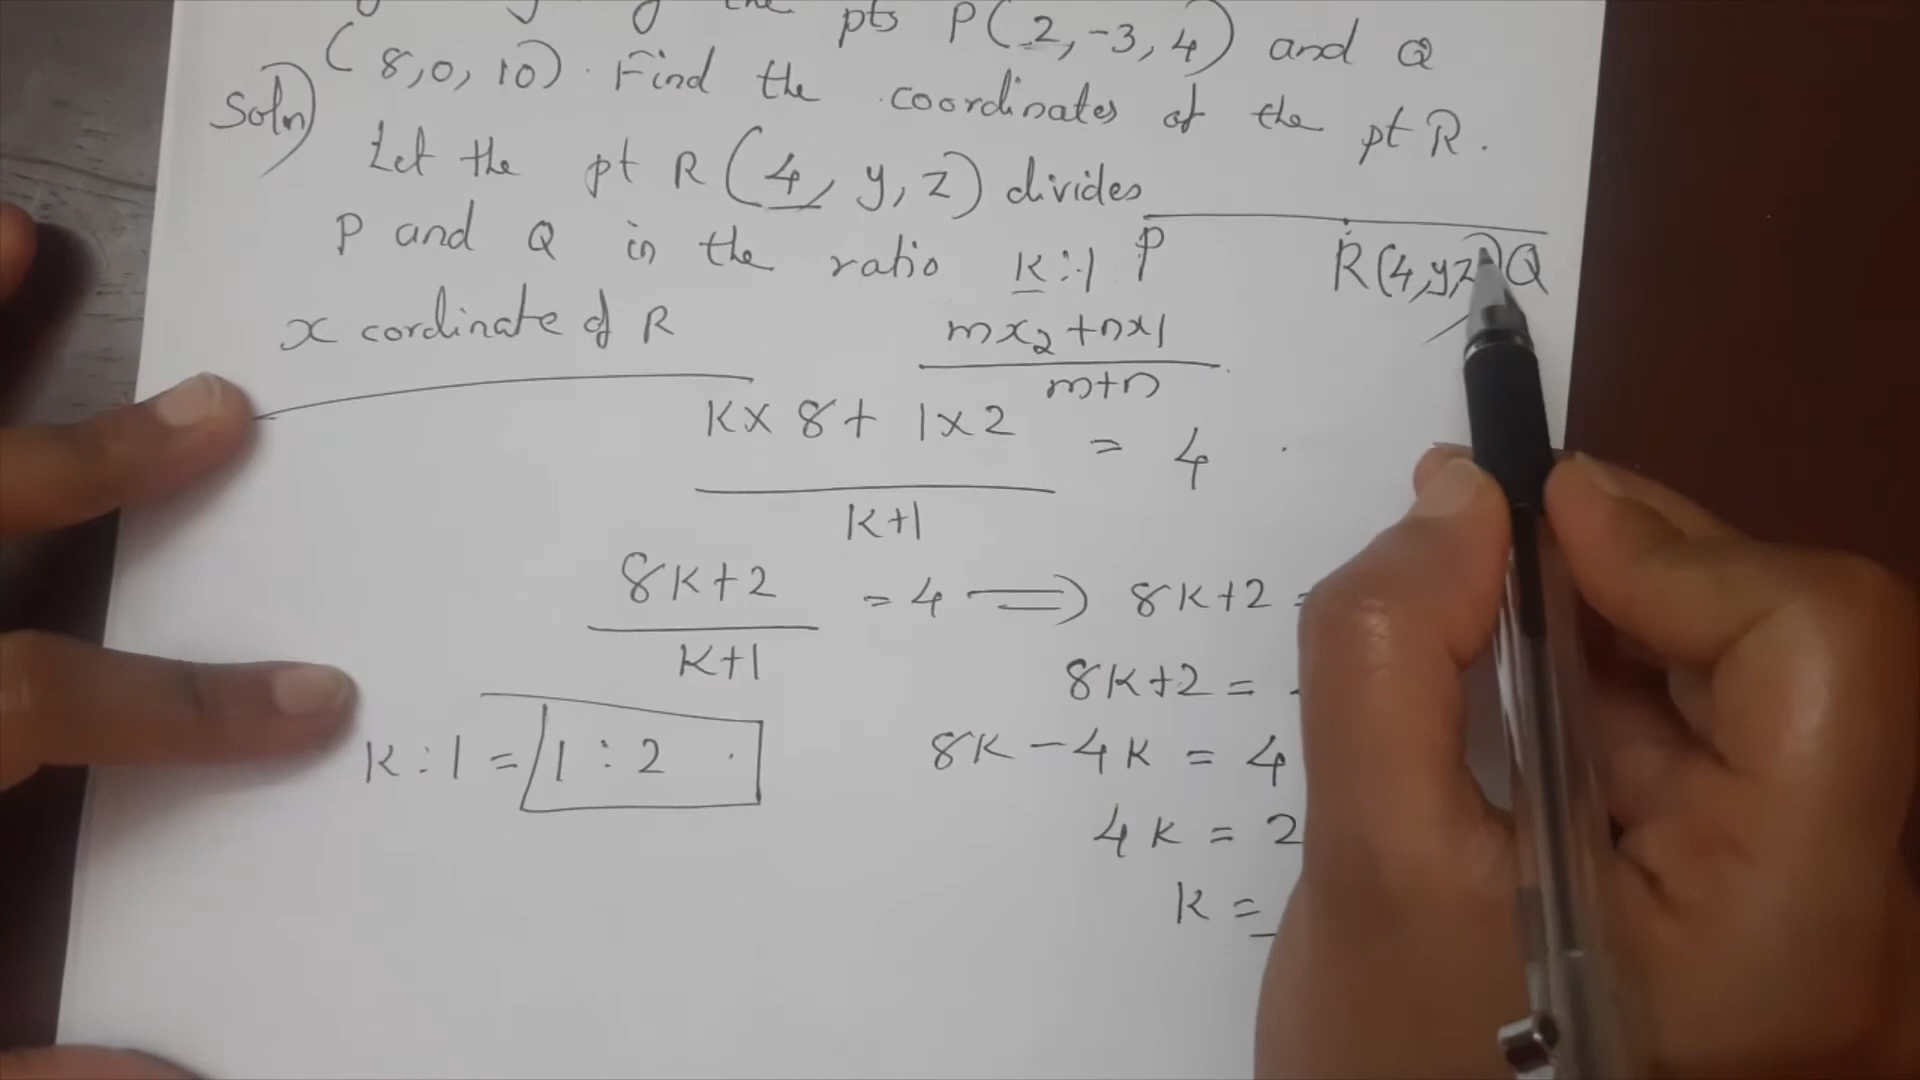 the pts P(2,-3,4) and Q
(8,0,10). Find the coordinates of the pt R.
Soln)
Let the pt R(4, y, z) divides
P and Q in the ratio K:1
P R(4,y,z) Q
x cordinate of R
mx₂+nx₁
m+n
K× 8+ 1×2 = 4
K+1
8K+2 = 4 ⟹ 8K+2 =
K+1
8K+2 =
K:1 = 1:2
8K-4K = 4
4K = 2
K =